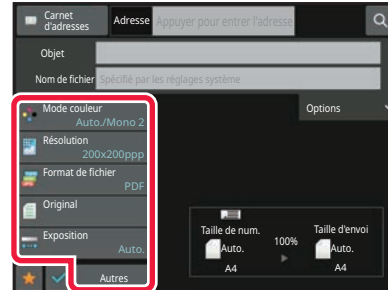 Carnet
d'adresses
Adresse
Appuyer pour entrer l'adresse
Objet
Nom de fichier
Spécifié par les réglages système
Mode couleur
Auto./Mono 2
Options
Résolution
200x200ppp
Format de fichier
PDF
Original
Exposition
Auto.
Taille de num.
Auto.
A4
100%
Taille d'envoi
Auto.
A4
Autres